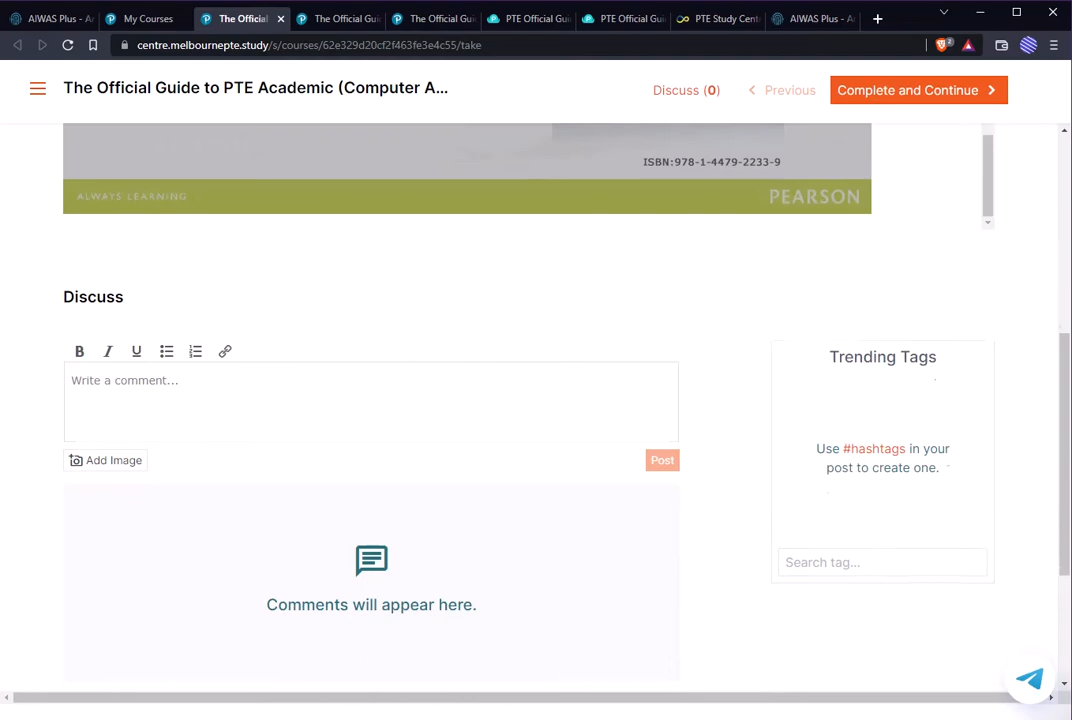 AIWAS Plus - A
My Courses
The Official
The Official Gui
The Official Gui
PTE Official Gui
PTE Official Gui
PTE Study Cent
AIWAS Plus - A
centre.melbournepte.study/s/courses/62e329d20cf2f463fe3e4c55/take
2
The Official Guide to PTE Academic (Computer A...
Discuss (0)
Previous
Complete and Continue
ISBN:978-1-4479-2233-9
ALWAYS LEARNING
PEARSON
Discuss
B I U
Trending Tags
Write a comment...
Use #hashtags in your
post to create one.
Add Image
Post
Search tag...
Comments will appear here.